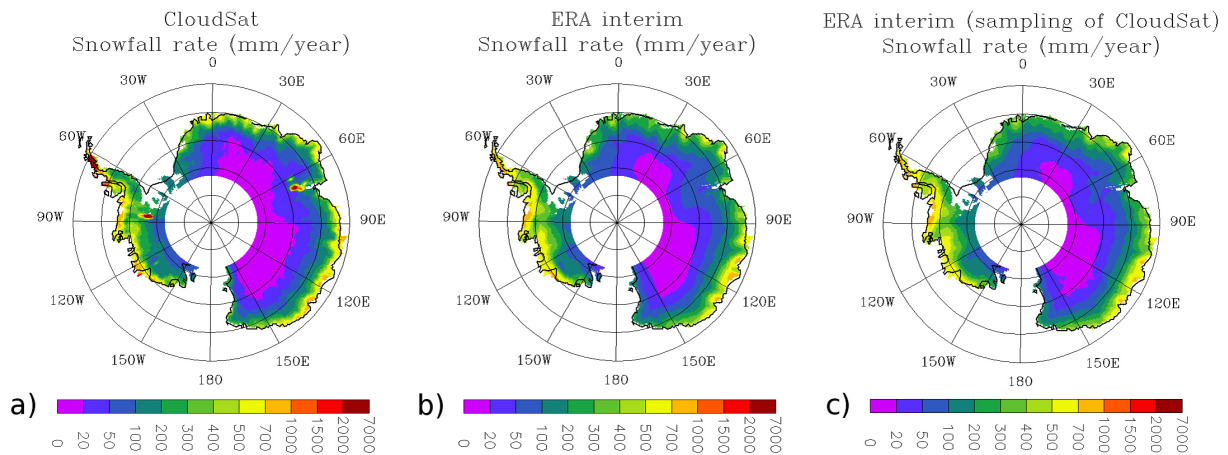 CloudSat
Snowfall rate (mm/year)
0
30W
30E
60W
60E
90W
90E
120W
120E
150W
150E
180
a)
0
20
50
100
200
300
500
700
1000
1500
2000
7000
ERA interim
Snowfall rate (mm/year)
0
30W
30E
60W
60E
90W
90E
120W
120E
150W
150E
180
b)
0
20
50
100
200
300
500
700
1000
1500
2000
7000
ERA interim (sampling of CloudSat)
Snowfall rate (mm/year)
0
30W
30E
60W
60E
90W
90E
120W
120E
150W
150E
180
c)
0
20
50
100
200
300
500
700
1000
1500
2000
7000